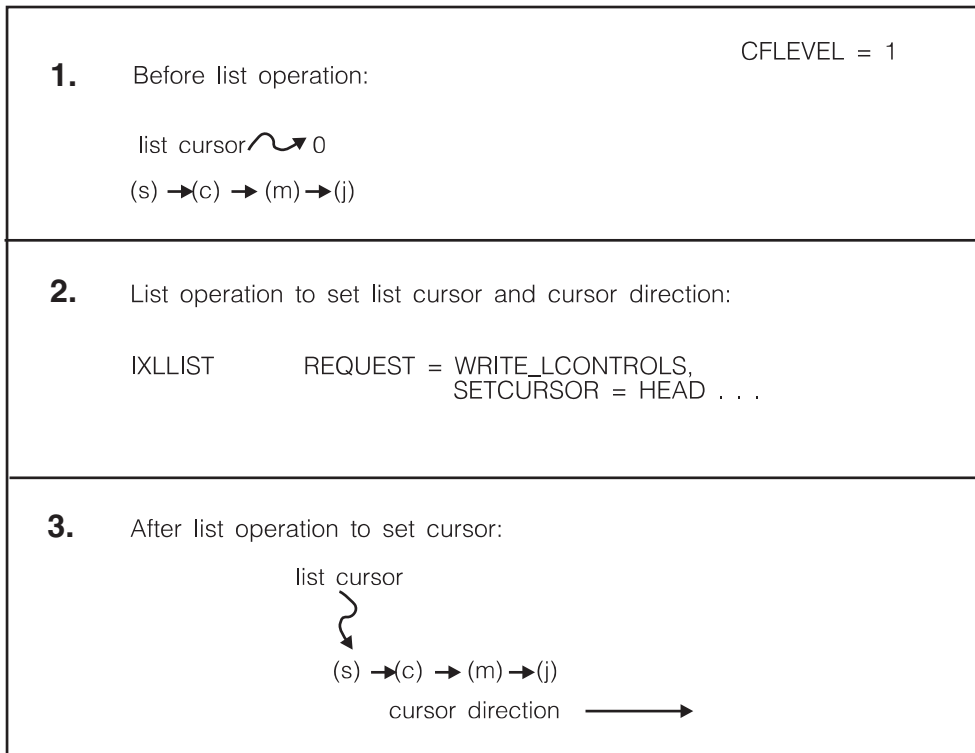 CFLEVEL = 1
1. Before list operation:
list cursor 0
(s) (c) (m) (j)
2. List operation to set list cursor and cursor direction:
IXLLIST REQUEST = WRITE_LCONTROLS,
SETCURSOR = HEAD . . .
3. After list operation to set cursor:
list cursor
(s) (c) (m) (j)
cursor direction